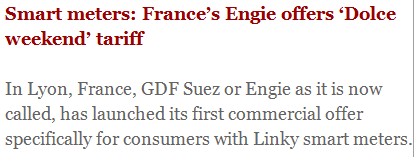 Smart meters: France’s Engie offers ‘Dolce
weekend’ tariff
In Lyon, France, GDF Suez or Engie as it is now
called, has launched its first commercial offer
specifically for consumers with Linky smart meters.